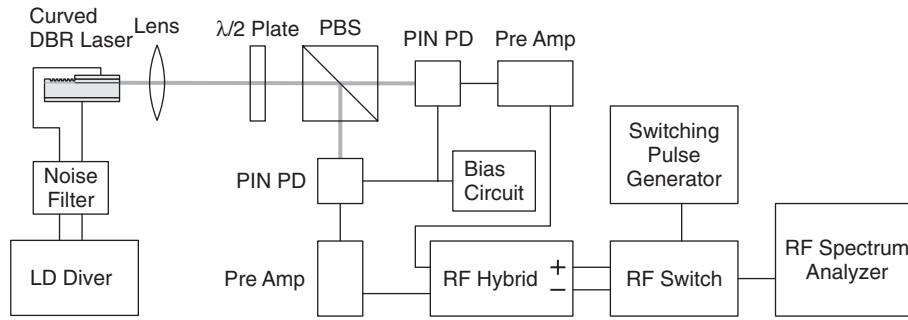 Curved
DBR Laser
Lens
λ/2 Plate
PBS
PIN PD
Pre Amp
Noise
Filter
LD Diver
PIN PD
Bias
Circuit
Switching
Pulse
Generator
Pre Amp
RF Hybrid
+
−
RF Switch
RF Spectrum
Analyzer